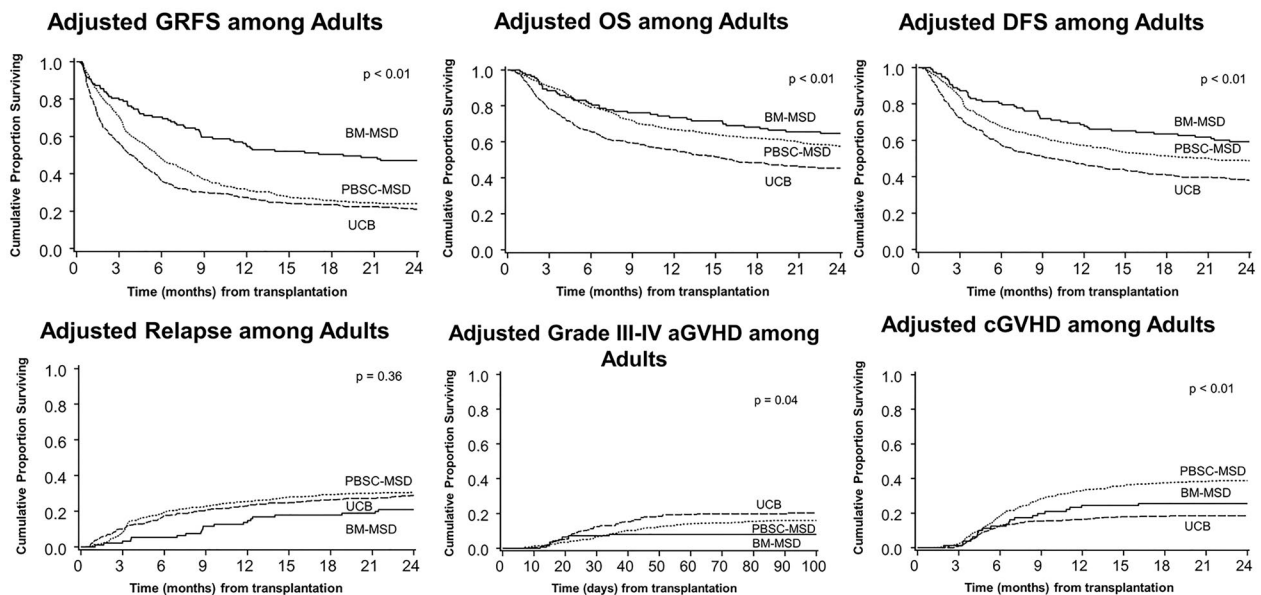 Adjusted GRFS among Adults
Cumulative Proportion Surviving
1.0
0.8
0.6
0.4
0.2
0.0
p < 0.01
BM-MSD
PBSC-MSD
UCB
0 3 6 9 12 15 18 21 24
Time (months) from transplantation
Adjusted OS among Adults
Cumulative Proportion Surviving
1.0
0.8
0.6
0.4
0.2
0.0
p < 0.01
BM-MSD
PBSC-MSD
UCB
0 3 6 9 12 15 18 21 24
Time (months) from transplantation
Adjusted DFS among Adults
Cumulative Proportion Surviving
1.0
0.8
0.6
0.4
0.2
0.0
p < 0.01
BM-MSD
PBSC-MSD
UCB
0 3 6 9 12 15 18 21 24
Time (months) from transplantation
Adjusted Relapse among Adults
Cumulative Proportion Surviving
1.0
0.8
0.6
0.4
0.2
0.0
p = 0.36
PBSC-MSD
UCB
BM-MSD
0 3 6 9 12 15 18 21 24
Time (months) from transplantation
Adjusted Grade III-IV aGVHD among
Adults
Cumulative Proportion Surviving
1.0
0.8
0.6
0.4
0.2
0.0
p = 0.04
UCB
PBSC-MSD
BM-MSD
0 10 20 30 40 50 60 70 80 90 100
Time (days) from transplantation
Adjusted cGVHD among Adults
Cumulative Proportion Surviving
1.0
0.8
0.6
0.4
0.2
0.0
p < 0.01
PBSC-MSD
BM-MSD
UCB
0 3 6 9 12 15 18 21 24
Time (months) from transplantation